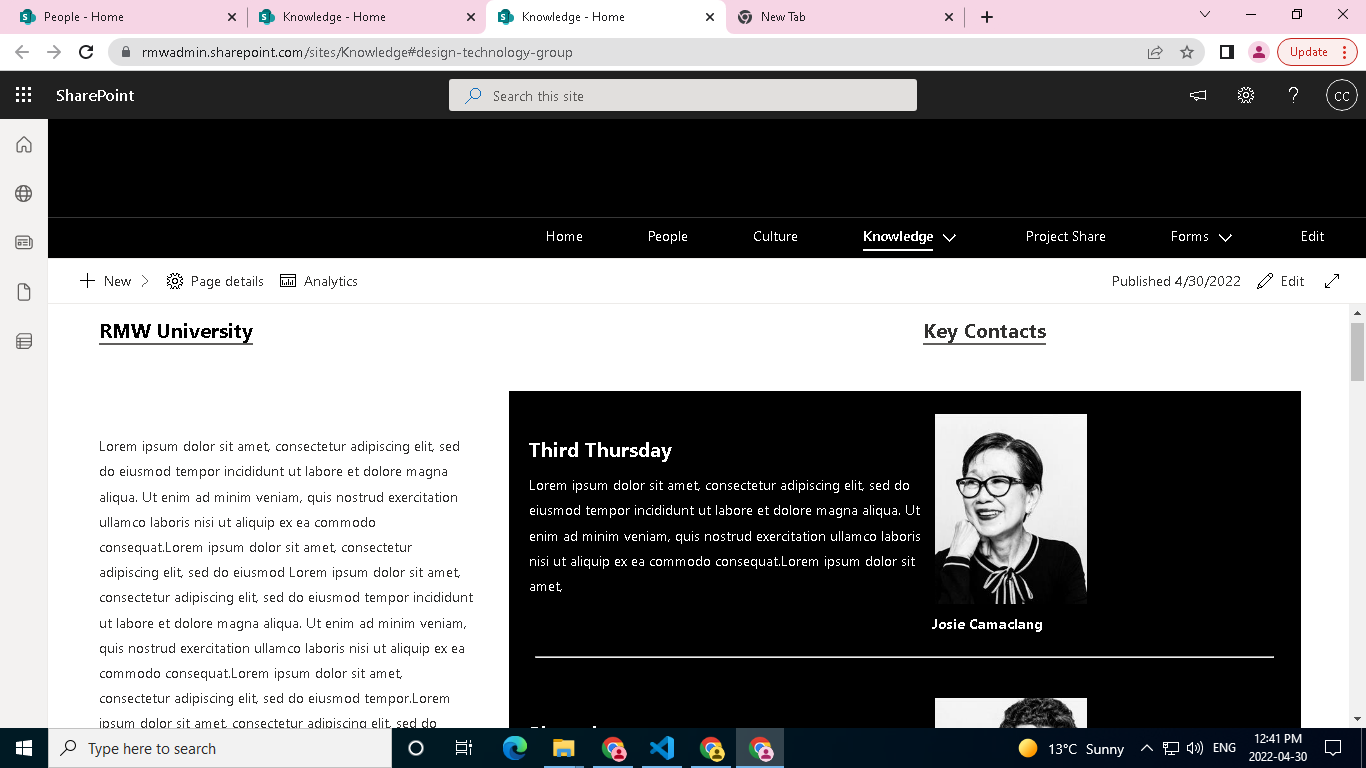 People - Home
Knowledge - Home
Knowledge - Home
New Tab
rmwadmin.sharepoint.com/sites/Knowledge#design-technology-group
Update
SharePoint
Search this site
CC
Home People Culture Knowledge Project Share Forms Edit
New Page details Analytics
Published 4/30/2022 Edit
RMW University
Key Contacts
Lorem ipsum dolor sit amet, consectetur adipiscing elit, sed
do eiusmod tempor incididunt ut labore et dolore magna
aliqua. Ut enim ad minim veniam, quis nostrud exercitation
ullamco laboris nisi ut aliquip ex ea commodo
consequat.Lorem ipsum dolor sit amet, consectetur
adipiscing elit, sed do eiusmod Lorem ipsum dolor sit amet,
consectetur adipiscing elit, sed do eiusmod tempor incididunt
ut labore et dolore magna aliqua. Ut enim ad minim veniam,
quis nostrud exercitation ullamco laboris nisi ut aliquip ex ea
commodo consequat.Lorem ipsum dolor sit amet,
consectetur adipiscing elit, sed do eiusmod tempor.Lorem
ipsum dolor sit amet, consectetur adipiscing elit, sed do
Third Thursday
Lorem ipsum dolor sit amet, consectetur adipiscing elit, sed do
eiusmod tempor incididunt ut labore et dolore magna aliqua. Ut
enim ad minim veniam, quis nostrud exercitation ullamco laboris
nisi ut aliquip ex ea commodo consequat.Lorem ipsum dolor sit
amet,
Josie Camaclang
Type here to search
13°C Sunny
ENG
12:41 PM
2022-04-30